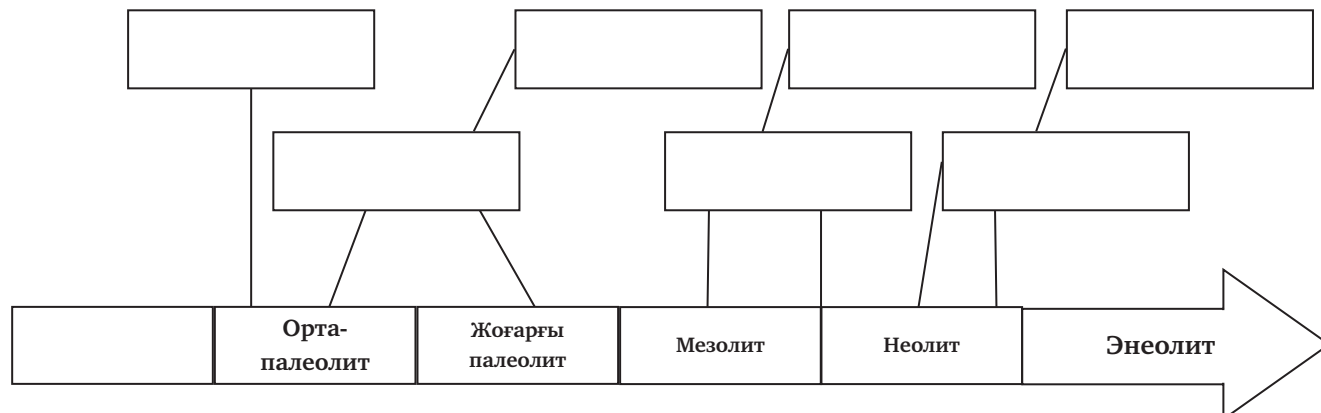 Орта-
палеолит
Жоғарғы
палеолит
Мезолит
Неолит
Энеолит